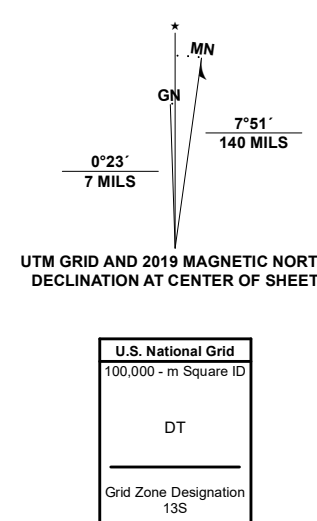 ★
MN
GN
7°51´
140 MILS
0°23´
7 MILS
UTM GRID AND 2019 MAGNETIC NORT
DECLINATION AT CENTER OF SHEET
U.S. National Grid
100,000 - m Square ID
DT
Grid Zone Designation
13S